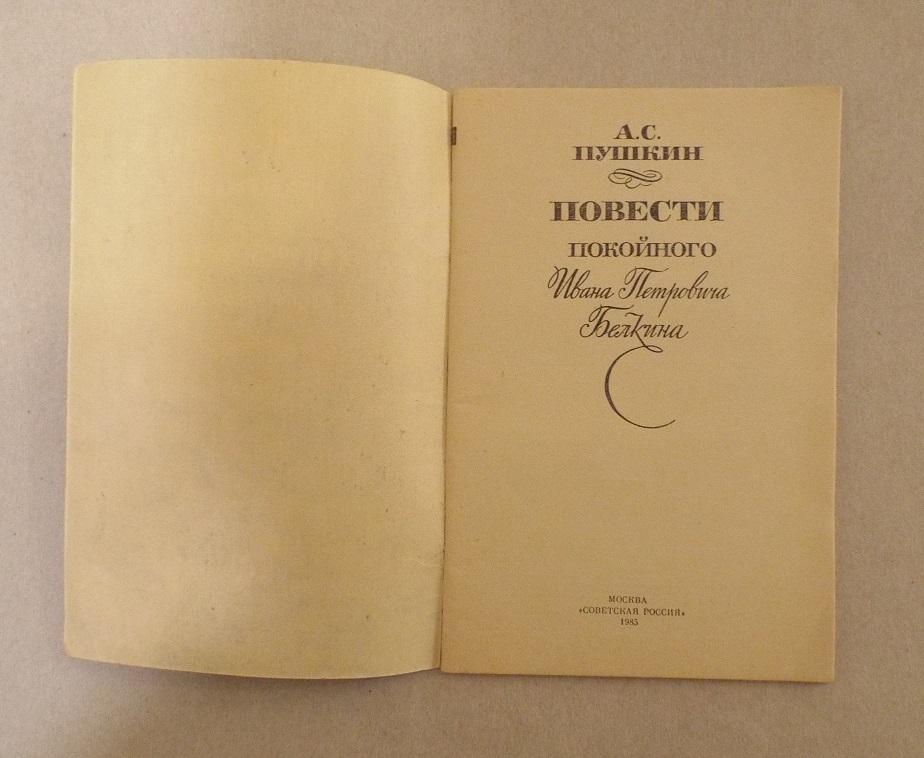 А.С.
ПУШКИН
ПОВЕСТИ
ПОКОЙНОГО
Ивана Петровича
Белкина
МОСКВА
«СОВЕТСКАЯ РОССИЯ»
1985